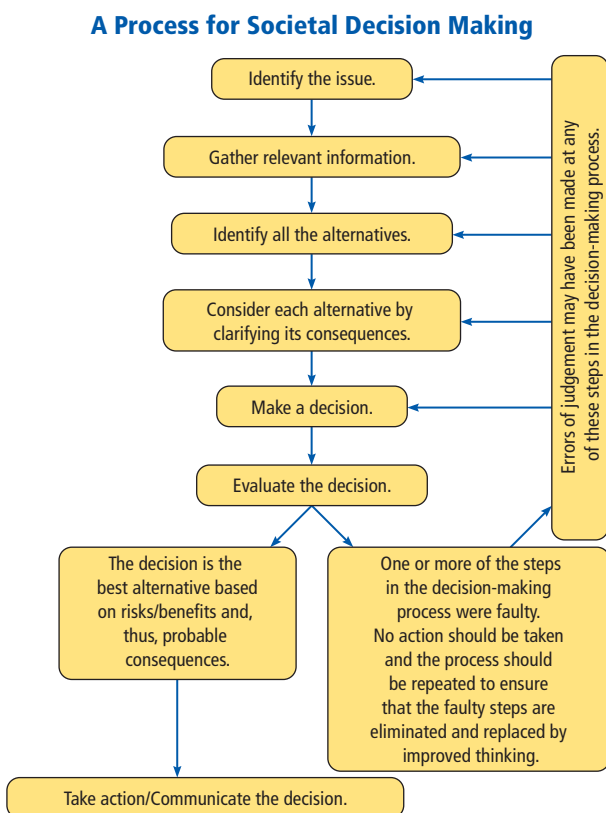 A Process for Societal Decision Making
Identify the issue.
Gather relevant information.
Identify all the alternatives.
Consider each alternative by
clarifying its consequences.
Make a decision.
Evaluate the decision.
The decision is the
best alternative based
on risks/benefits and,
thus, probable
consequences.
One or more of the steps
in the decision-making
process were faulty.
No action should be taken
and the process should
be repeated to ensure
that the faulty steps are
eliminated and replaced by
improved thinking.
Take action/Communicate the decision.
Errors of judgement may have been made at any
of these steps in the decision-making process.